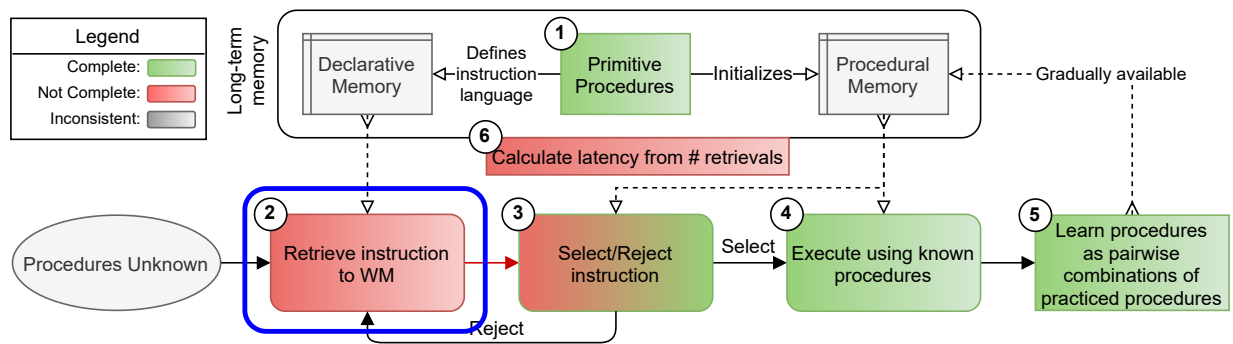 Legend
Complete:
Not Complete:
Inconsistent:
Long-term
memory
Declarative
Memory
Defines
instruction
language
1
Primitive
Procedures
Initializes
Procedural
Memory
Gradually available
6
Calculate latency from # retrievals
Procedures Unknown
2
Retrieve instruction
to WM
3
Select/Reject
instruction
Select
4
Execute using known
procedures
5
Learn procedures
as pairwise
combinations of
practiced procedures
Reject